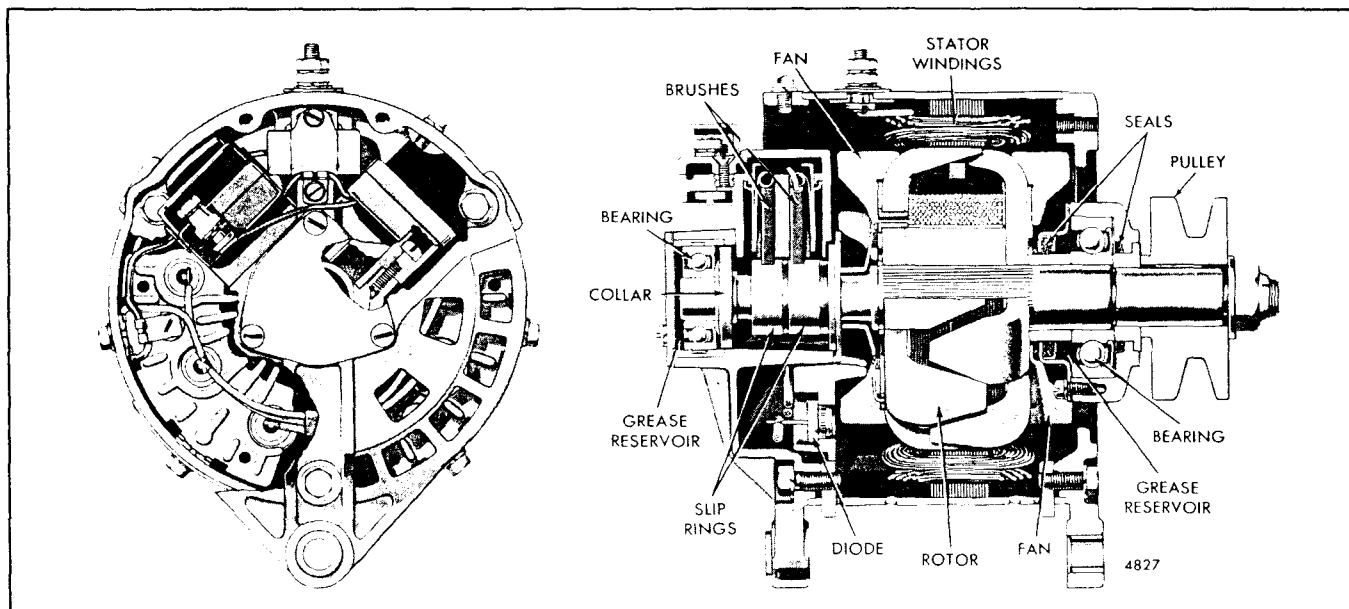 FAN
STATOR
WINDINGS
BRUSHES
SEALS
PULLEY
BEARING
COLLAR
GREASE
RESERVOIR
BEARING
SLIP
RINGS
GREASE
RESERVOIR
DIODE
ROTOR
FAN
4827